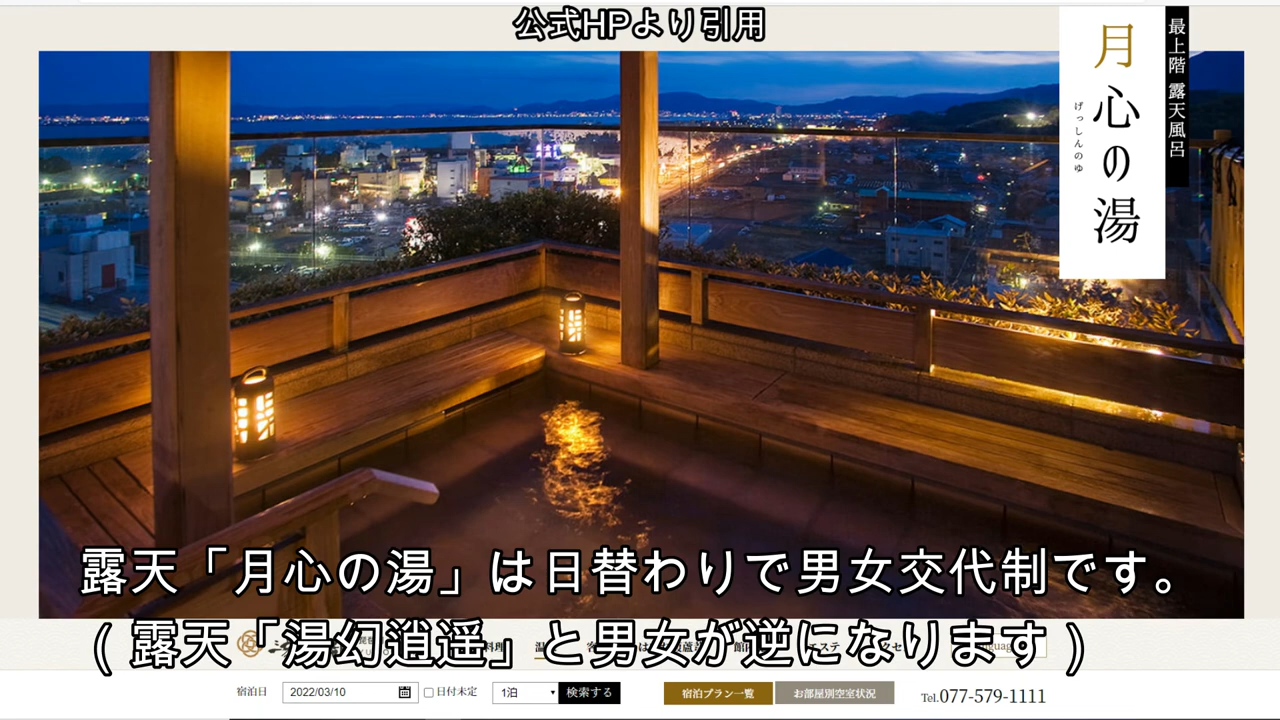 公式HPより引用
最上階 露天風呂
月心の湯
げっしんのゆ
露天「月心の湯」は日替わりで男女交代制です。
(露天「湯幻逍遥」と男女が逆になります)
宿泊日
2022/03/10
日付未定
1泊
検索する
宿泊プラン一覧
お部屋別空室状況
Tel.077-579-1111